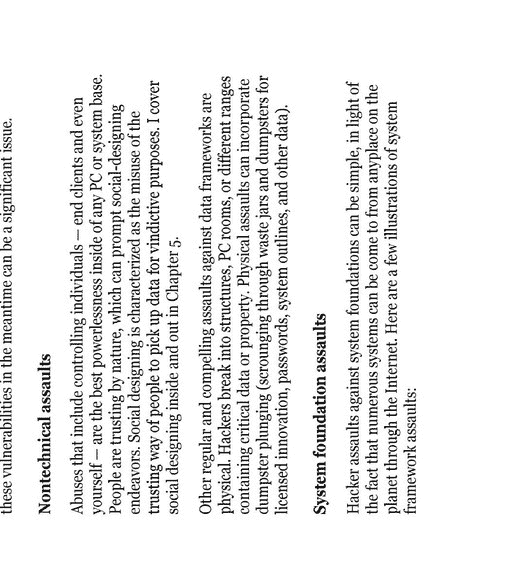 these vulnerabilities in the meantime can be a significant issue.
Nontechnical assaults
Abuses that include controlling individuals — end clients and even
yourself — are the best powerlessness inside of any PC or system base.
People are trusting by nature, which can prompt social-designing
endeavors. Social designing is characterized as the misuse of the
trusting way of people to pick up data for vindictive purposes. I cover
social designing inside and out in Chapter 5.
Other regular and compelling assaults against data frameworks are
physical. Hackers break into structures, PC rooms, or different ranges
containing critical data or property. Physical assaults can incorporate
dumpster plunging (scrounging through waste jars and dumpsters for
licensed innovation, passwords, system outlines, and other data).
System foundation assaults
Hacker assaults against system foundations can be simple, in light of
the fact that numerous systems can be come to from anyplace on the
planet through the Internet. Here are a few illustrations of system
framework assaults: